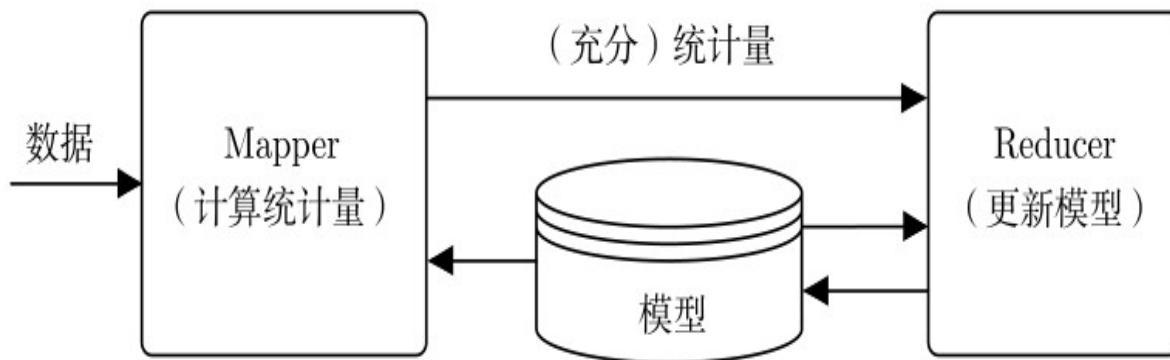 （充分）统计量
数据
Mapper
（计算统计量）
Reducer
（更新模型）
模型